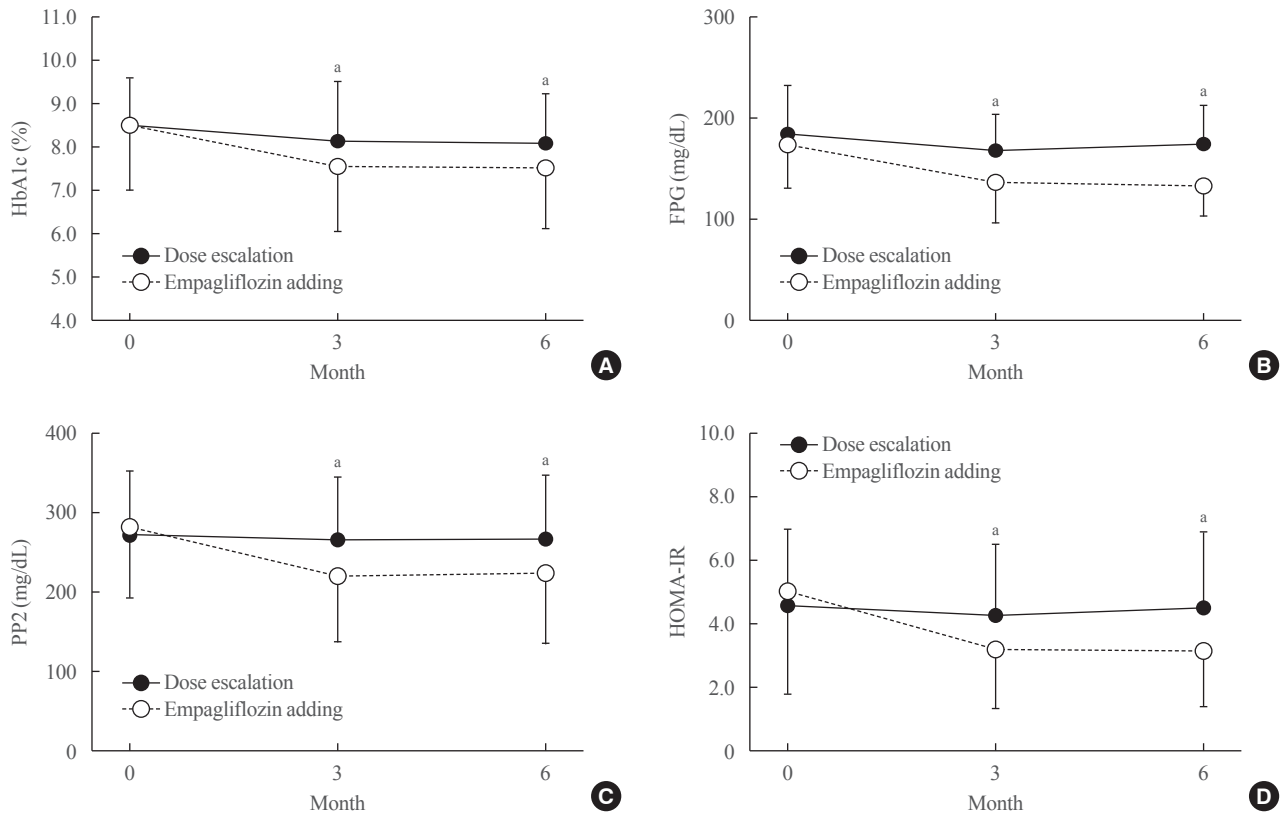 11.0
10.0
9.0
8.0
7.0
6.0
5.0
4.0
HbA1c (%)
a
a
Dose escalation
Empagliflozin adding
0
3
6
Month
A
300
200
100
0
FPG (mg/dL)
a
a
Dose escalation
Empagliflozin adding
0
3
6
Month
B
400
300
200
100
0
PP2 (mg/dL)
a
a
Dose escalation
Empagliflozin adding
0
3
6
Month
C
10.0
8.0
6.0
4.0
2.0
0
HOMA-IR
Dose escalation
Empagliflozin adding
a
a
0
3
6
Month
D